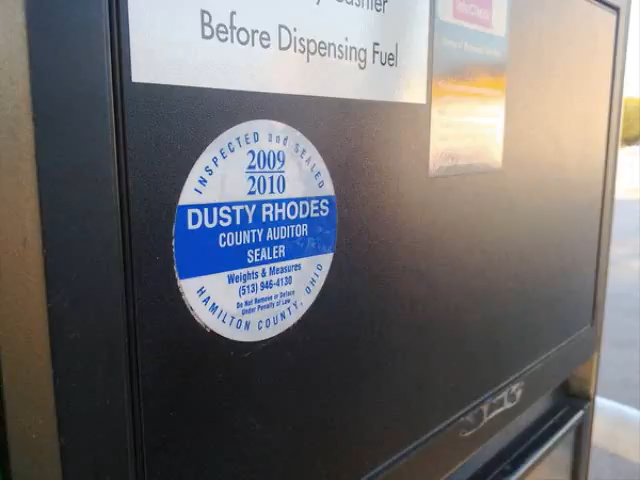 Cashier
Before Dispensing Fuel
INSPECTED and SEALED
2009
2010
DUSTY RHODES
COUNTY AUDITOR
SEALER
Weights & Measures
(513) 946-4130
Do Not Remove or Deface
Under Penalty of Law
HAMILTON COUNTY, OHIO